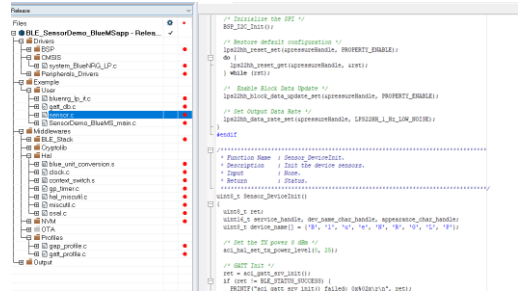 Release
Files
BLE_SensorDemo_BlueMSapp - Relea...
Drivers
BSP
CMSIS
system_BlueNRG_LP.c
Peripherals_Drivers
Example
User
bluenrg_lp_it.c
gatt_db.c
sensor.c
SensorDemo_BlueMS_main.c
Middlewares
BLE_Stack
Cryptolib
Hal
blue_unit_conversion.s
clock.c
context_switch.s
gp_timer.c
hal_miscutil.c
miscutil.c
osal.c
NVM
OTA
Profiles
gap_profile.c
gatt_profile.c
Output
/* Initialize the SPI */
BSP_I2C_Init();
/* Restore default configuration */
lps22hh_reset_set(&pressureHandle, PROPERTY_ENABLE);
do {
lps22hh_reset_get(&pressureHandle, &rst);
} while (rst);
/* Enable Block Data Update */
lps22hh_block_data_update_set(&pressureHandle, PROPERTY_ENABLE);
/* Set Output Data Rate */
lps22hh_data_rate_set(&pressureHandle, LPS22HH_1_Hz_LOW_NOISE);
}
#endif
* Function Name : Sensor_DeviceInit.
* Description : Init the device sensors.
* Input : None.
* Return : Status.
uint8_t Sensor_DeviceInit()
{
uint8_t ret;
uint16_t service_handle, dev_name_char_handle, appearance_char_handle;
uint8_t device_name[] = {'B', 'l', 'u', 'e', 'N', 'R', 'G', 'L', 'P'};
/* Set the TX power 0 dBm */
aci_hal_set_tx_power_level(0, 25);
/* GATT Init */
ret = aci_gatt_srv_init();
if (ret != BLE_STATUS_SUCCESS) {
PRINTF("aci_gatt_srv_init() failed: 0x%02x\r\n", ret);